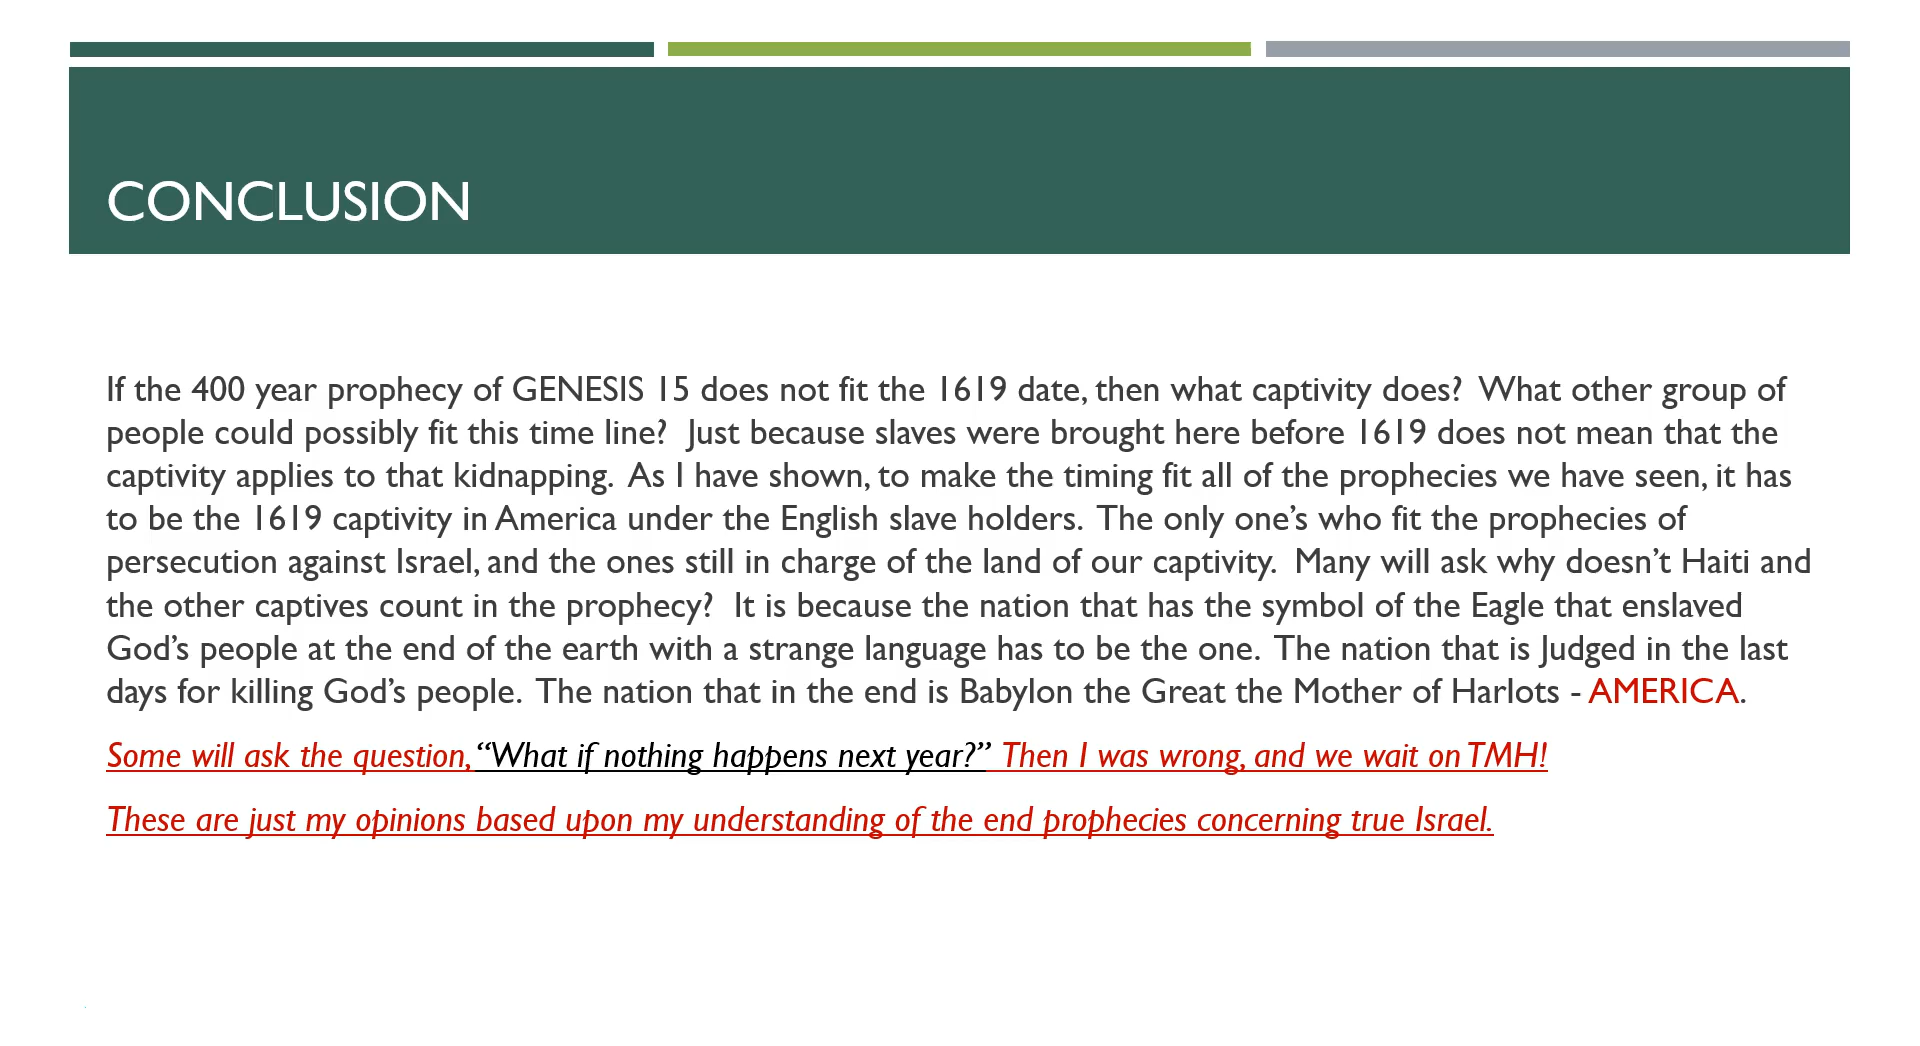 CONCLUSION
If the 400 year prophecy of GENESIS 15 does not fit the 1619 date, then what captivity does? What other group of
people could possibly fit this time line? Just because slaves were brought here before 1619 does not mean that the
captivity applies to that kidnapping. As I have shown, to make the timing fit all of the prophecies we have seen, it has
to be the 1619 captivity in America under the English slave holders. The only one’s who fit the prophecies of
persecution against Israel, and the ones still in charge of the land of our captivity. Many will ask why doesn’t Haiti and
the other captives count in the prophecy? It is because the nation that has the symbol of the Eagle that enslaved
God’s people at the end of the earth with a strange language has to be the one. The nation that is Judged in the last
days for killing God’s people. The nation that in the end is Babylon the Great the Mother of Harlots - AMERICA.
Some will ask the question, “What if nothing happens next year?” Then I was wrong, and we wait on TMH!
These are just my opinions based upon my understanding of the end prophecies concerning true Israel.